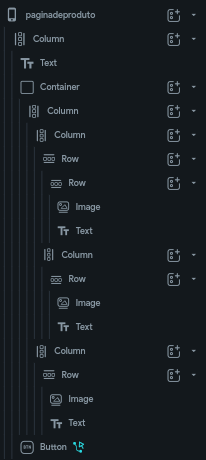 paginadeproduto
Column
Text
Container
Column
Column
Row
Row
Image
Text
Column
Row
Image
Text
Column
Row
Image
Text
Button